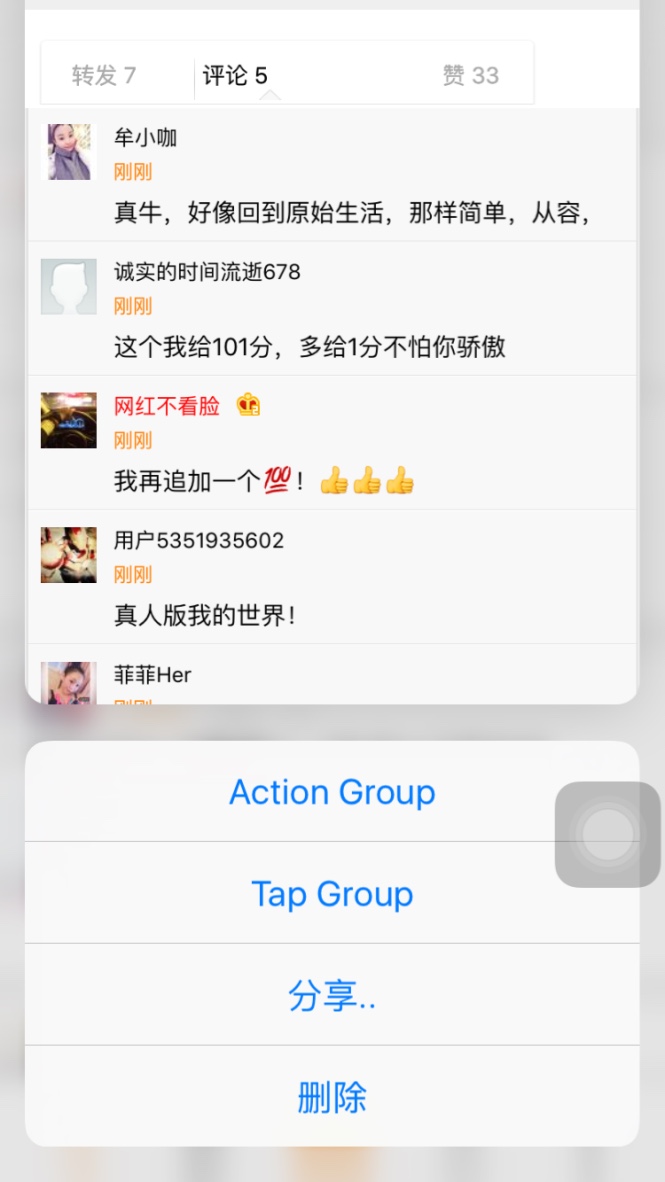 转发 7
评论 5
赞 33
牟小咖
刚刚
真牛，好像回到原始生活，那样简单，从容，
诚实的时间流逝678
刚刚
这个我给101分，多给1分不怕你骄傲
网红不看脸
刚刚
我再追加一个💯！👍👍👍
用户5351935602
刚刚
真人版我的世界！
菲菲Her
Action Group
Tap Group
分享..
删除